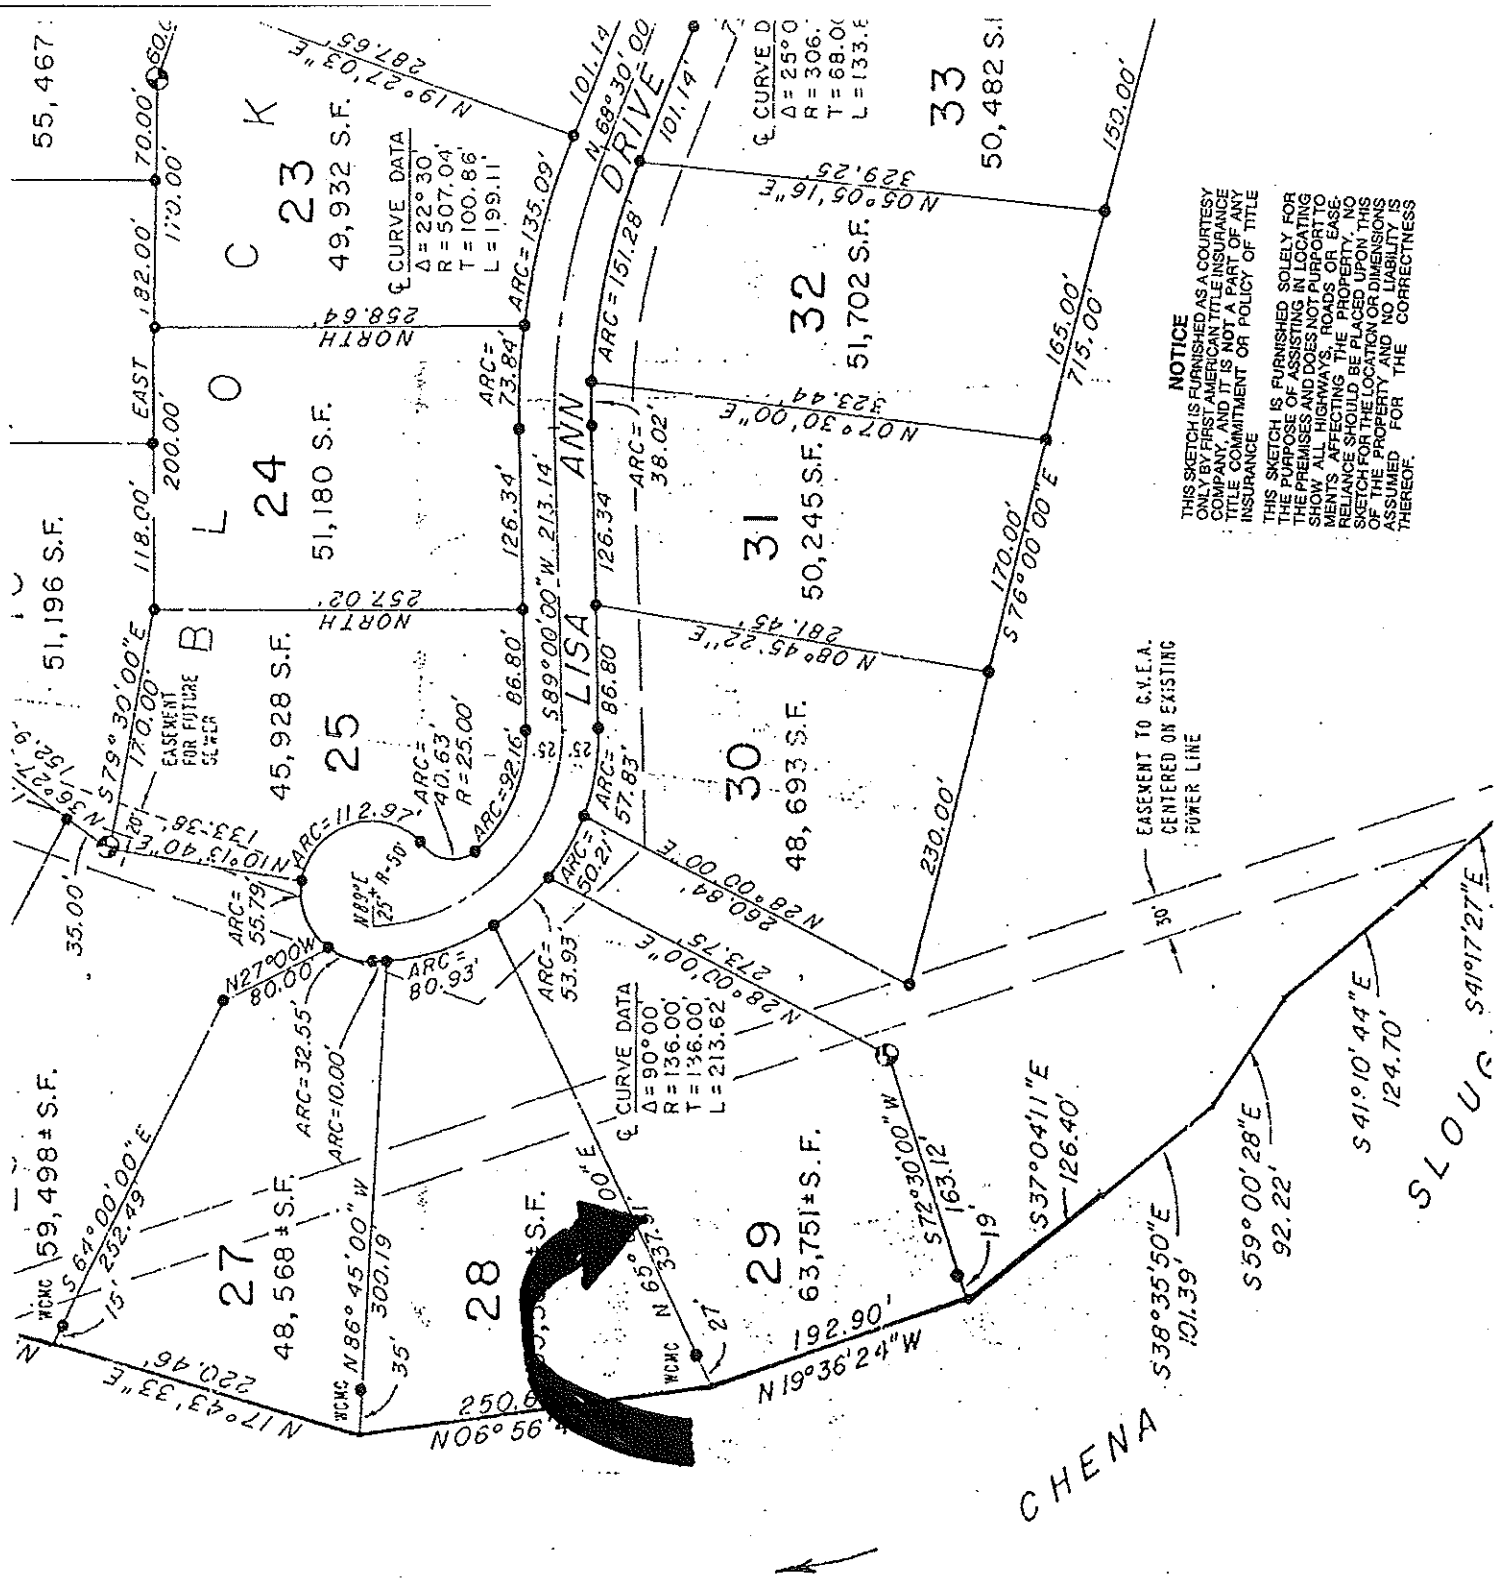 55,467
60.0
70.00'
170.00'
182.00'
EAST
200.00'
118.00'
51,196 S.F.
S 79° 30' 00" E
170.00'
EASEMENT
FOR FUTURE
SEWER
BLOCK
N 19° 27' 03" E
287.65'
23
49,932 S.F.
℄ CURVE DATA
Δ = 22° 30'
R = 507.04'
T = 100.86'
L = 199.11'
101.14
ARC = 135.09'
N 68° 30' 00
101.14'
℄ CURVE D
Δ = 25° 0
R = 306.
T = 68.0
L = 133.
33
50,482 S.
150.00'
NORTH
258.64'
24
51,180 S.F.
ARC =
73.84'
126.34'
NORTH
257.02'
25
45,928 S.F.
86.80'
ARC = 92.16'
ARC =
40.63'
R = 25.00'
ARC = 112.67'
S 89° 00' 00" W 213.14'
LISA ANN DRIVE
25'
25'
ARC = 151.28'
N 05° 05' 16" E
329.25'
32
51,702 S.F.
165.00'
715.00'
N 07° 30' 00" E
323.44'
ARC =
38.02'
126.34'
31
50,245 S.F.
170.00'
S 76° 00' 00" E
N 08° 45' 22" E
281.45'
86.80'
ARC =
57.83'
30
48,693 S.F.
230.00'
N 28° 00' 00" E
260.84'
ARC =
50.21'
N 28° 00' 00" E
273.75'
ARC =
53.93'
ARC =
80.93'
N 89° E
25'
R = 50'
20'
N 10° 13' 40" E
133.38'
35.00'
ARC =
55.79'
N 27° 00' W
80.00'
ARC = 32.55'
ARC = 10.00'
℄ CURVE DATA
Δ = 90° 00'
R = 136.00'
T = 136.00'
L = 213.62'
59,498 ± S.F.
WCMC
S 64° 00' 00" E
252.49
15'
27
48,568 ± S.F.
N 17° 43' 33" E
220.46'
N 86° 45' 00" W
300.19'
WCMC
35'
28
± S.F.
N 06° 56'
WCMC
27'
N 65°
00" E
337.91'
29
63,751 ± S.F.
192.90'
N 19° 36' 24" W
S 72° 30' 00" W
163.12'
19'
S 37° 04' 11" E
126.40'
S 38° 35' 50" E
101.39'
S 59° 00' 28" E
92.22'
S 41° 10' 44" E
124.70'
S 41° 17' 27" E
EASEMENT TO G.V.E.A.
CENTERED ON EXISTING
POWER LINE
30'
CHENA SLOUG
NOTICE
THIS SKETCH IS FURNISHED AS A COURTESY
ONLY BY FIRST AMERICAN TITLE INSURANCE
COMPANY, AND IT IS NOT A PART OF ANY
TITLE COMMITMENT OR POLICY OF TITLE
INSURANCE
THIS SKETCH IS FURNISHED SOLELY FOR
THE PURPOSE OF ASSISTING IN LOCATING
THE PREMISES AND DOES NOT PURPORT TO
SHOW ALL HIGHWAYS, ROADS OR EASE-
MENTS AFFECTING THE PROPERTY. NO
RELIANCE SHOULD BE PLACED UPON THIS
SKETCH FOR THE LOCATION OR DIMENSIONS
OF THE PROPERTY AND NO LIABILITY IS
ASSUMED FOR THE CORRECTNESS
THEREOF.